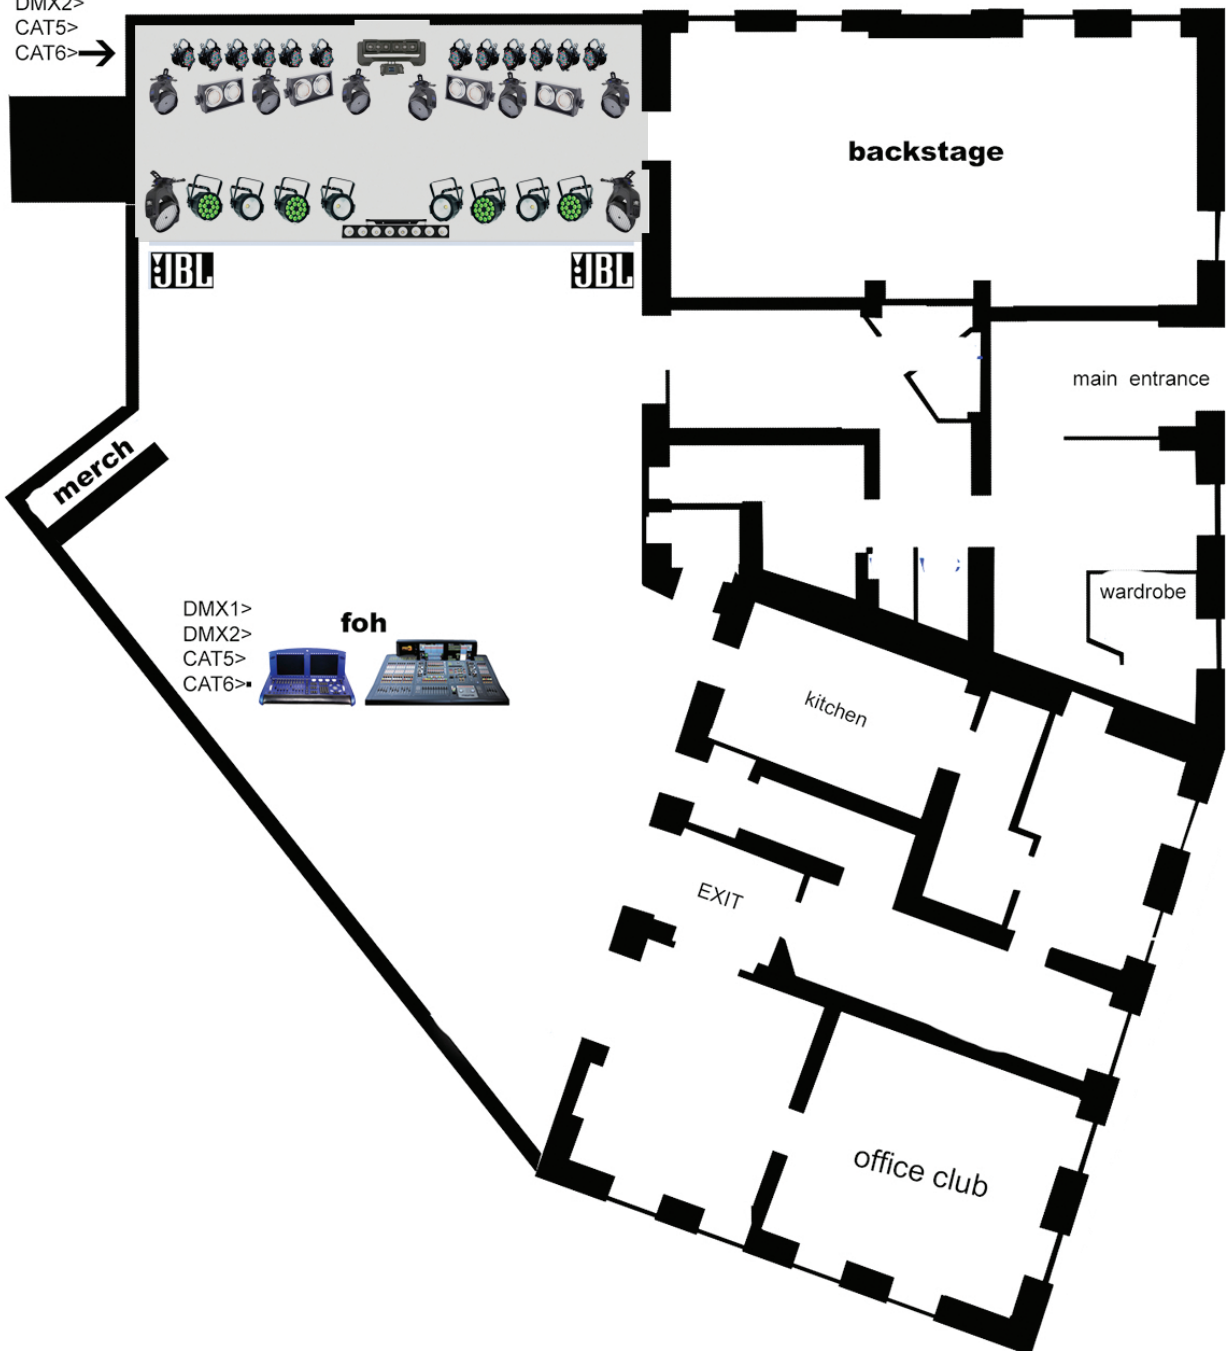 DMX2>
CAT5>
CAT6>
backstage
JBL
JBL
main entrance
merch
wardrobe
DMX1>
DMX2>
CAT5>
CAT6>
foh
kitchen
EXIT
office club